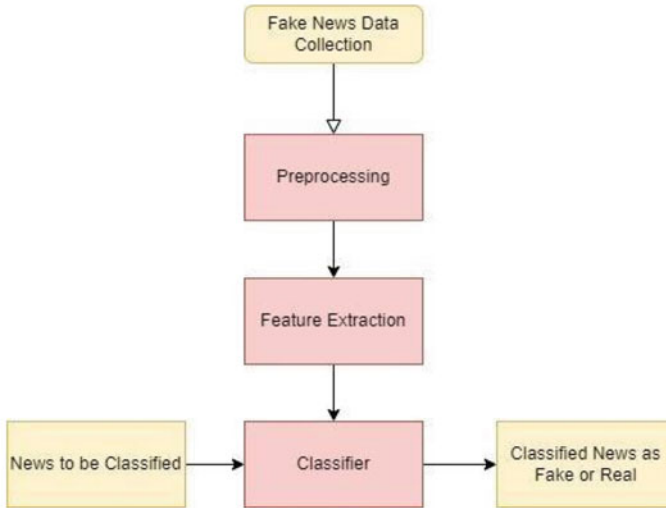 Fake News Data
Collection
Preprocessing
Feature Extraction
News to be Classified
Classifier
Classified News as
Fake or Real